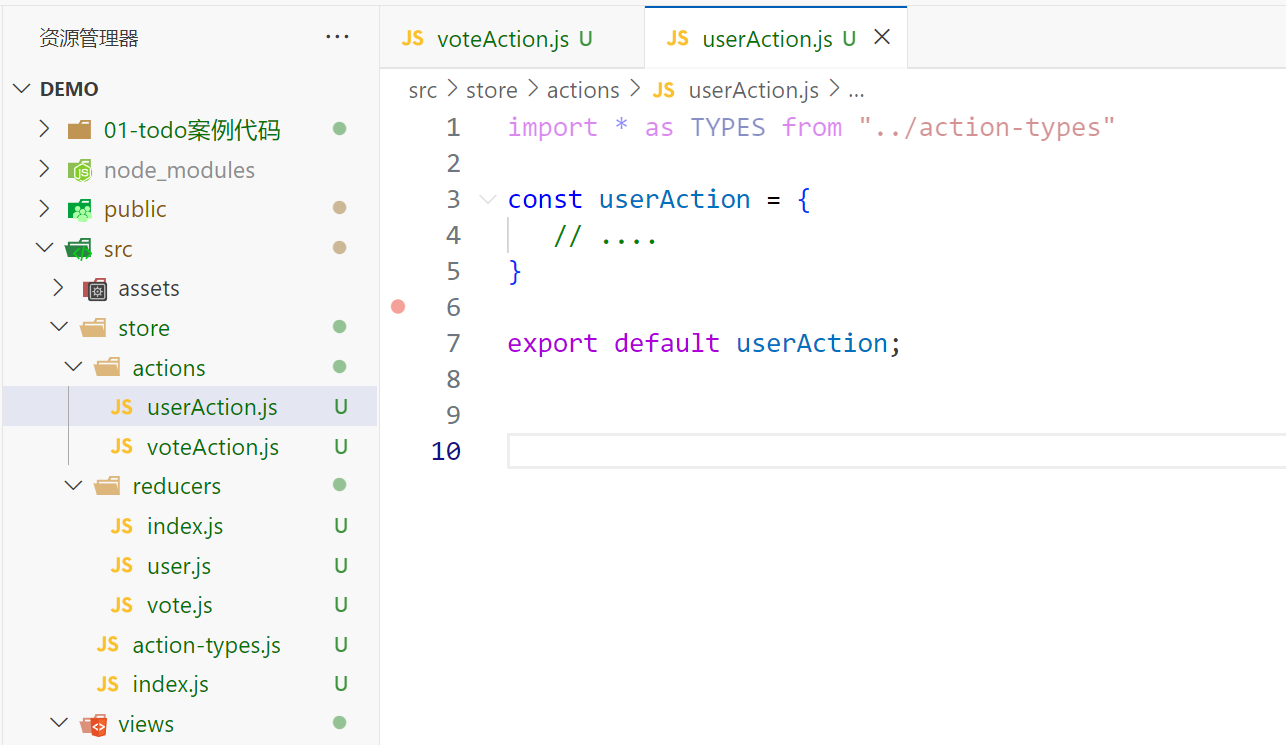 资源管理器 ...
DEMO
01-todo案例代码
node_modules
public
src
assets
store
actions
JS userAction.js U
JS voteAction.js U
reducers
JS index.js U
JS user.js U
JS vote.js U
JS action-types.js U
JS index.js U
views
JS voteAction.js U JS userAction.js U
src > store > actions > JS userAction.js > ...
1 import * as TYPES from "../action-types"
2
3 const userAction = {
4 // ....
5 }
6
7 export default userAction;
8
9
10